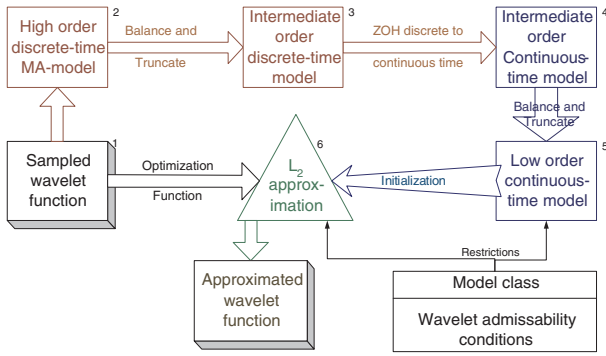 2
High order
discrete-time
MA-model
Balance and
Truncate
3
Intermediate
order
discrete-time
model
ZOH discrete to
continuous time
4
Intermediate
order
Continuous-
time model
Balance and
Truncate
1
Sampled
wavelet
function
Optimization
Function
6
L2
approx-
imation
Initialization
5
Low order
continuous-
time model
Restrictions
Approximated
wavelet
function
Model class
Wavelet admissability
conditions